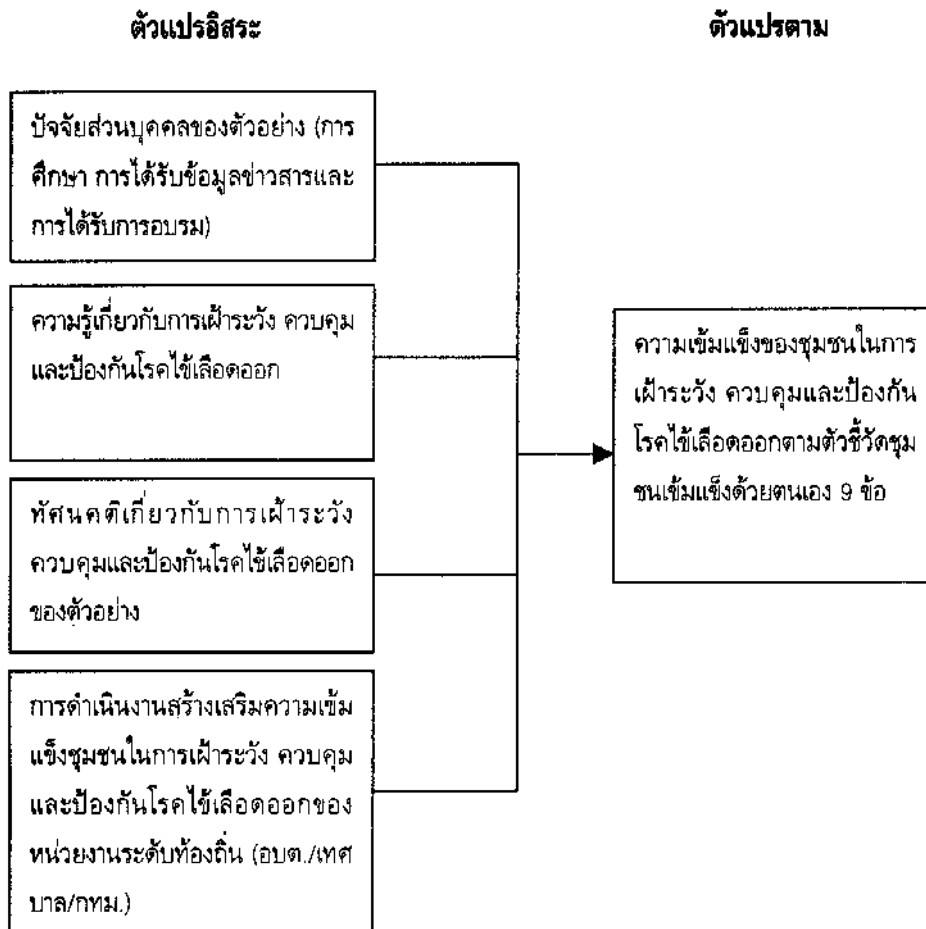 ตัวแปรอิสระ
ตัวแปรตาม
ปัจจัยส่วนบุคคลของตัวอย่าง (การ
ศึกษา การได้รับข้อมูลข่าวสารและ
การได้รับการอบรม)
ความรู้เกี่ยวกับการเฝ้าระวัง ควบคุม
และป้องกันโรคไข้เลือดออก
ทัศนคติเกี่ยวกับการเฝ้าระวัง
ควบคุมและป้องกันโรคไข้เลือดออก
ของตัวอย่าง
การดำเนินงานสร้างเสริมความเข้ม
แข็งชุมชนในการเฝ้าระวัง ควบคุม
และป้องกันโรคไข้เลือดออกของ
หน่วยงานระดับท้องถิ่น (อบต./เทศ
บาล/กทม.)
ความเข้มแข็งของชุมชนในการ
เฝ้าระวัง ควบคุมและป้องกัน
โรคไข้เลือดออกตามตัวชี้วัดชุม
ชนเข้มแข็งด้วยตนเอง 9 ข้อ